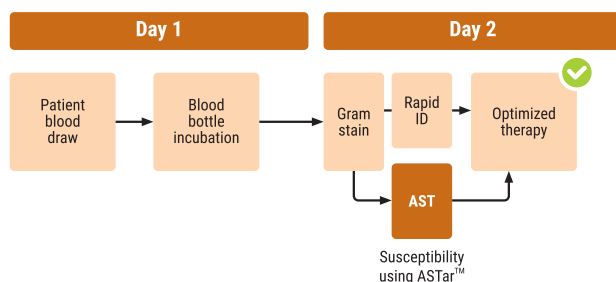 Day 1
Day 2
Patient
blood
draw
Blood
bottle
incubation
Gram
stain
Rapid
ID
Optimized
therapy
AST
Susceptibility
using ASTar™